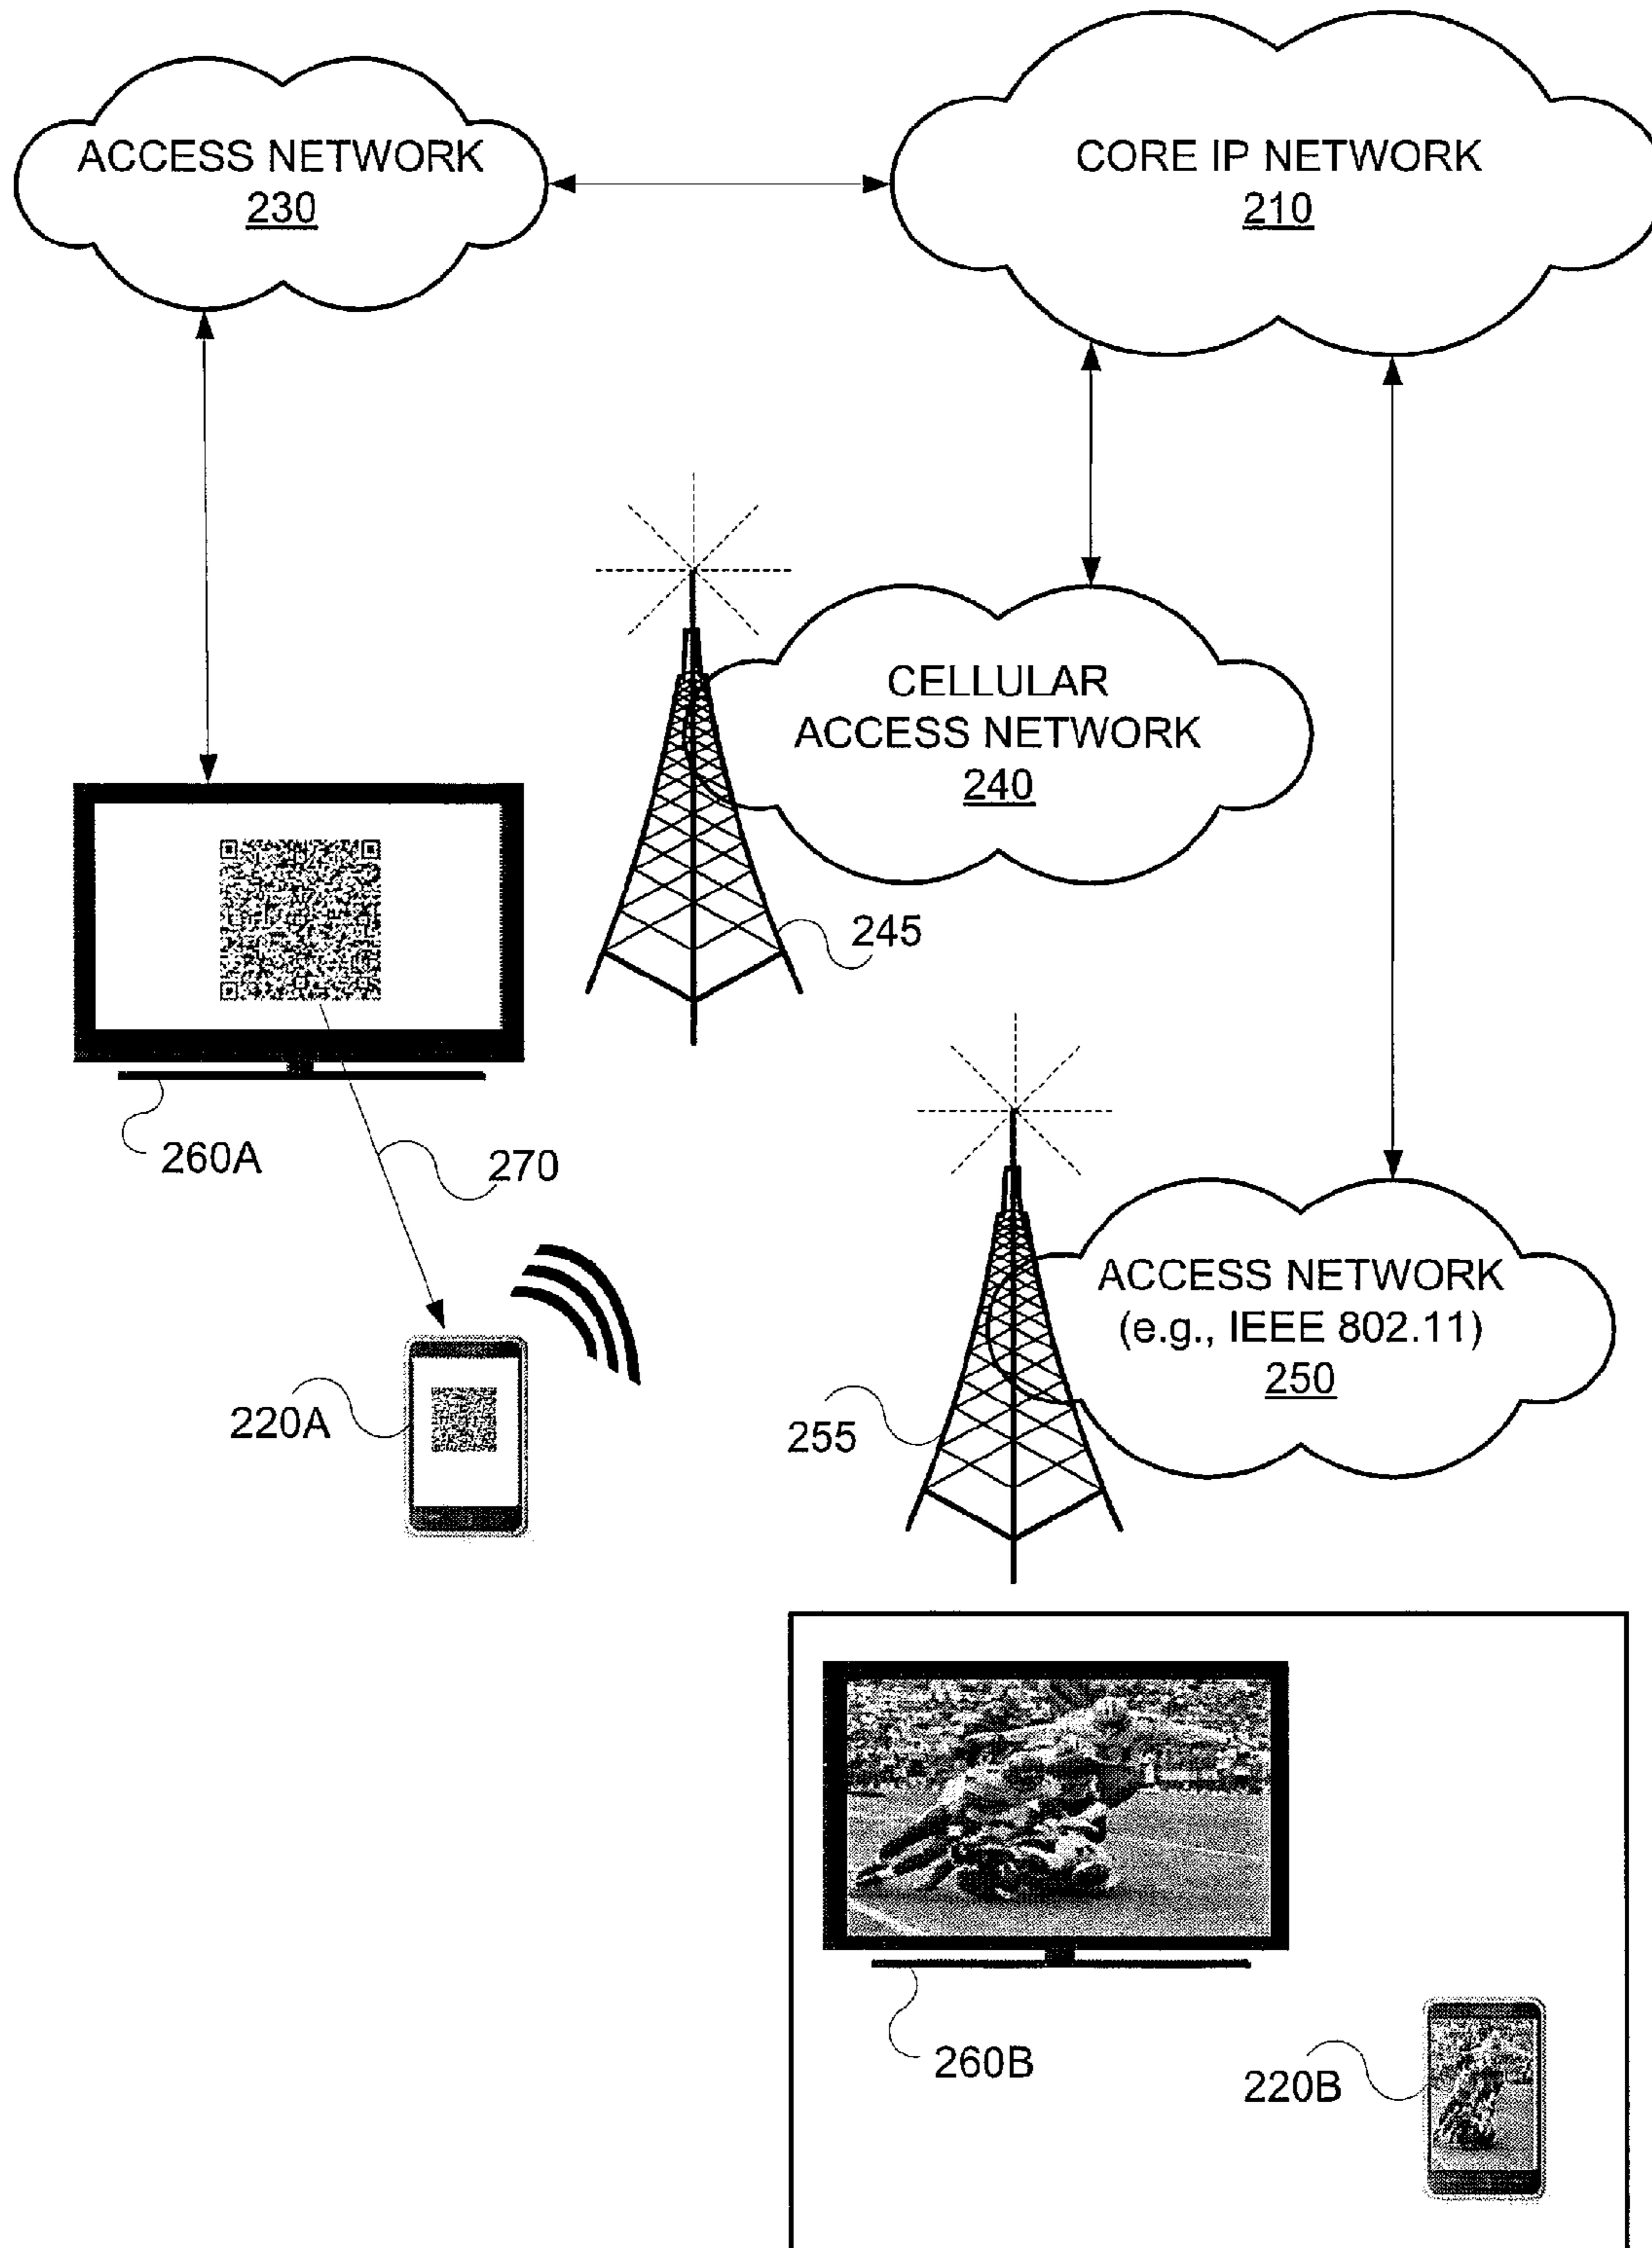 ACCESS NETWORK
230
CORE IP NETWORK
210
CELLULAR
ACCESS NETWORK
240
245
260A
270
ACCESS NETWORK
(e.g., IEEE 802.11)
250
220A
255
260B
220B